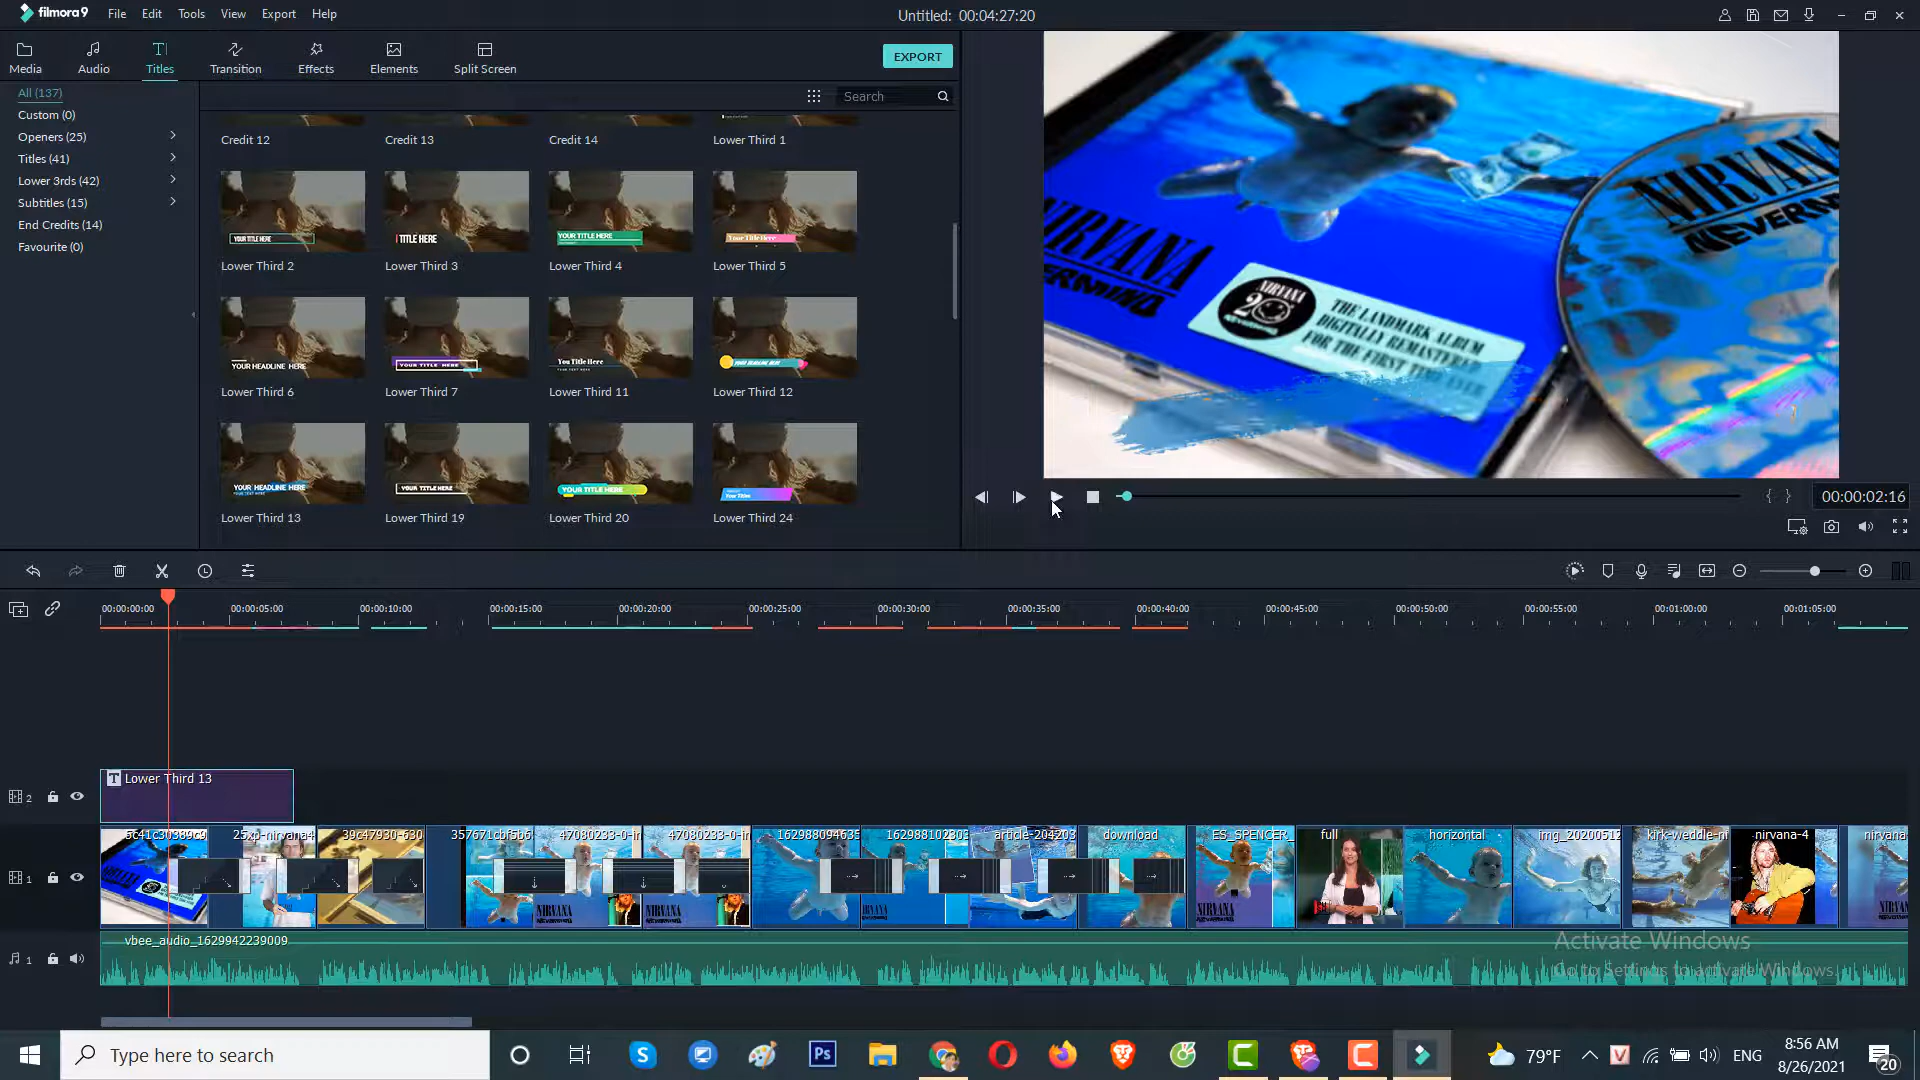 filmora9
File Edit Tools View Export Help
Untitled: 00:04:27:20
Media Audio Titles Transition Effects Elements Split Screen
EXPORT
All (137)
Custom (0)
Openers (25)
Titles (41)
Lower 3rds (42)
Subtitles (15)
End Credits (14)
Favourite (0)
Search
Credit 12 Credit 13 Credit 14 Lower Third 1
YOUR TITLE HERE TITLE HERE YOUR TITLE HERE Your Title Here
Lower Third 2 Lower Third 3 Lower Third 4 Lower Third 5
YOUR HEADLINE HERE YOUR TITLE HERE You Title Here YOUR HEADLINE HERE
Lower Third 6 Lower Third 7 Lower Third 11 Lower Third 12
YOUR HEADLINE HERE YOUR TITLE HERE YOUR TITLE HERE Your Titles
Lower Third 13 Lower Third 19 Lower Third 20 Lower Third 24
NIRVANA
NEVERMIND
NIRVANA
20
NEVERMIND
THE LANDMARK ALBUM
DIGITALLY REMASTERED
FOR THE FIRST TIME EVER
NIRVANA
NEVERMIND
00:00:02:16
00:00:00:00 00:00:05:00 00:00:10:00 00:00:15:00 00:00:20:00 00:00:25:00 00:00:30:00 00:00:35:00 00:00:40:00 00:00:45:00 00:00:50:00 00:00:55:00 00:01:00:00 00:01:05:00
T Lower Third 13
2
5c41c30389c9 25xp-nirvana4 39c47930-630 357671cbf5b6 47080233-0-in 47080233-0-in 162988094635 162988102803 article-204203 download ES_SPENCER_ full horizontal img_20200512 kirk-weddle-n nirvana-4 nirvana
1
vbee_audio_1629942239009
1
Activate Windows
Go to Settings to activate Windows.
Type here to search
Ps
79°F
ENG
8:56 AM
8/26/2021
20